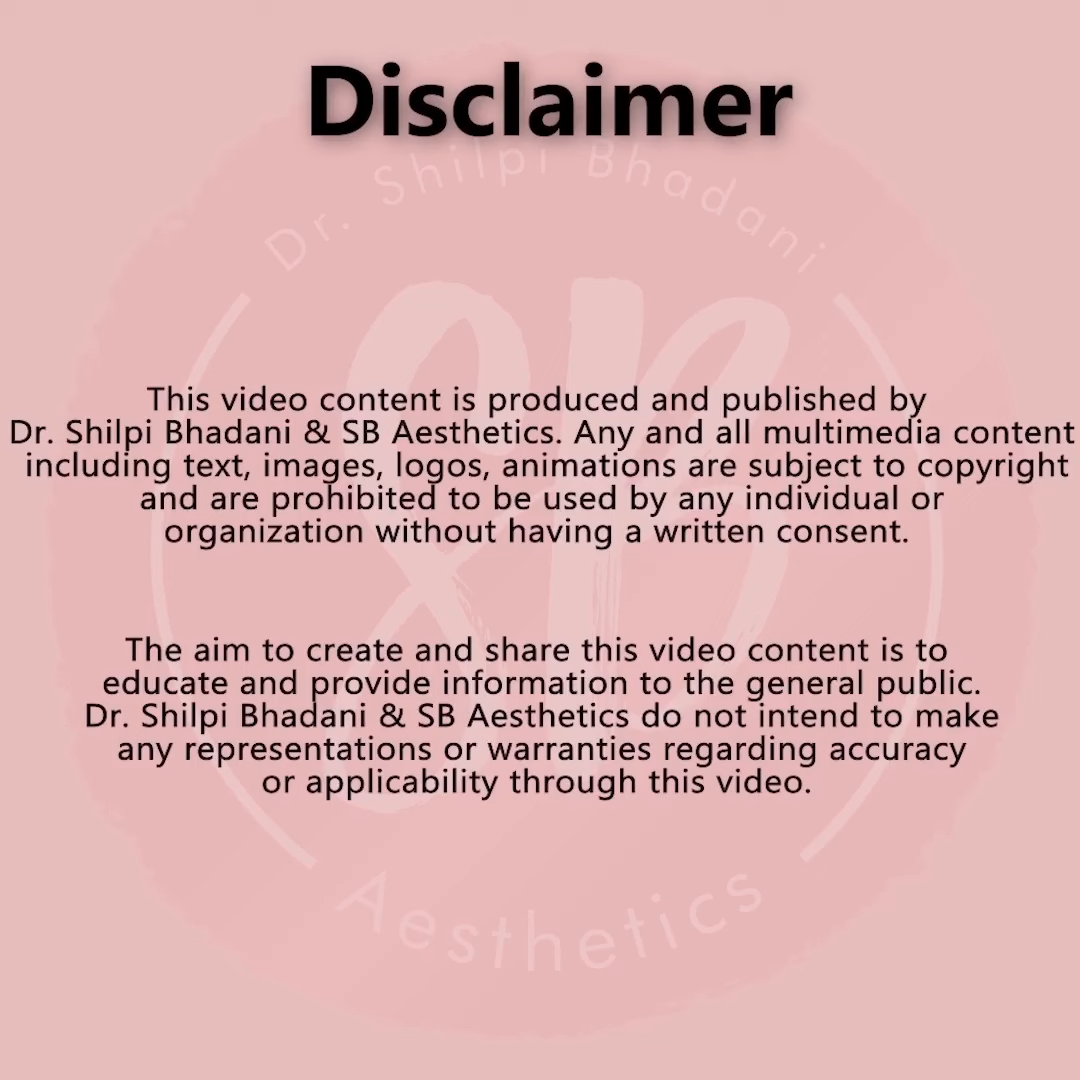 Disclaimer
Dr. Shilpi Bhadani
SB
This video content is produced and published by
Dr. Shilpi Bhadani & SB Aesthetics. Any and all multimedia content
including text, images, logos, animations are subject to copyright
and are prohibited to be used by any individual or
organization without having a written consent.
The aim to create and share this video content is to
educate and provide information to the general public.
Dr. Shilpi Bhadani & SB Aesthetics do not intend to make
any representations or warranties regarding accuracy
or applicability through this video.
Aesthetics